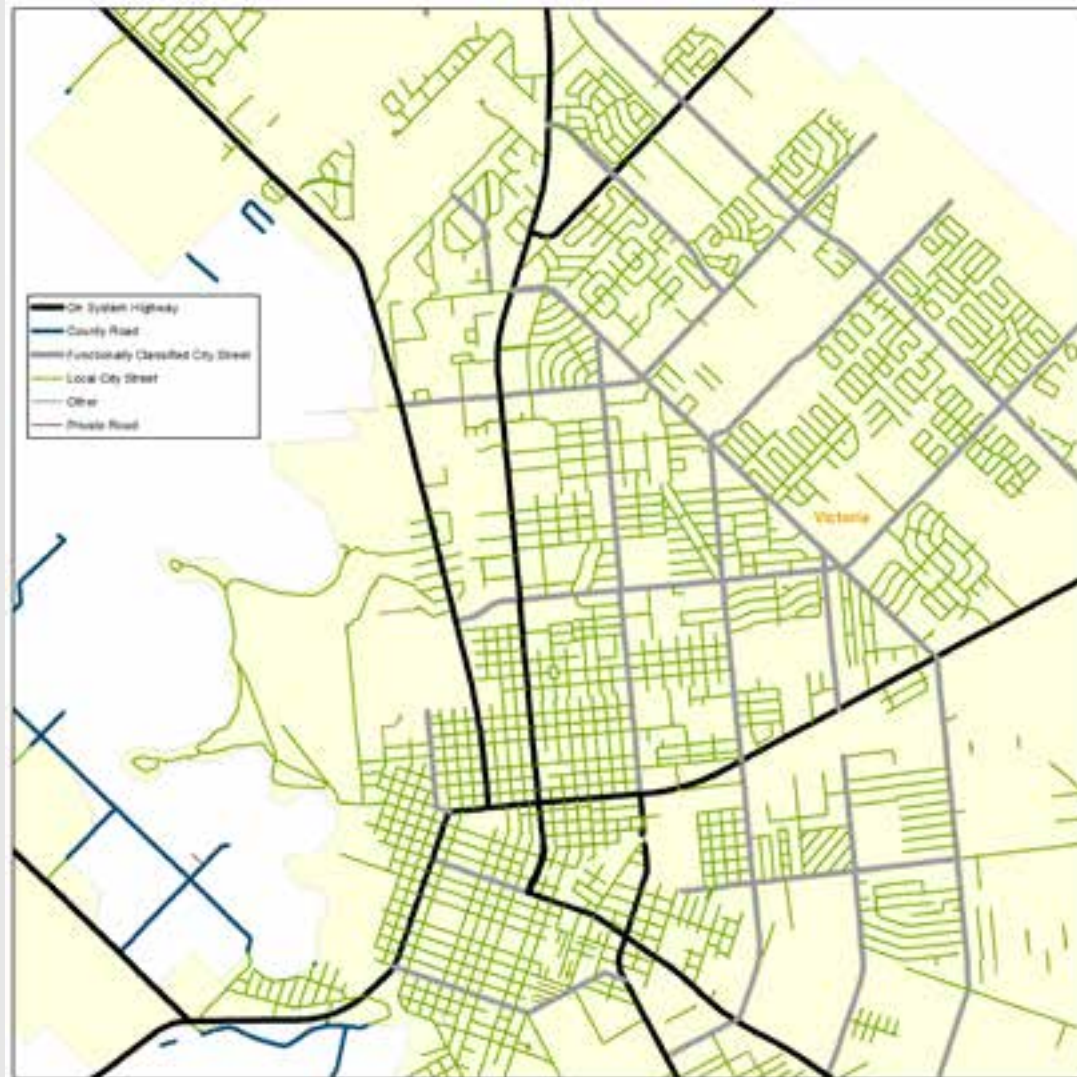 On System Highway
County Road
Functionally Classified City Street
Local City Street
Other
Private Road
Victoria